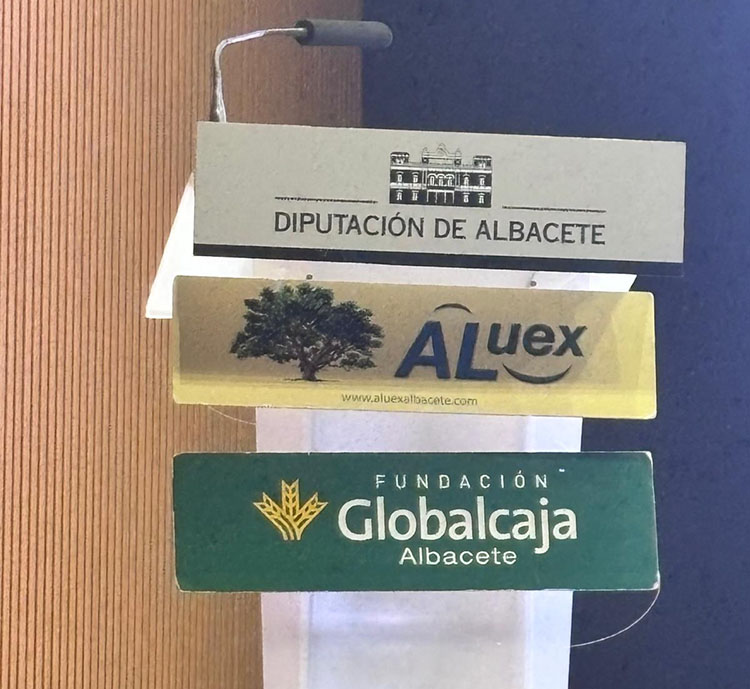 DIPUTACIÓN DE ALBACETE
ALuex
www.aluexalbacete.com
FUNDACIÓN
Globalcaja
Albacete